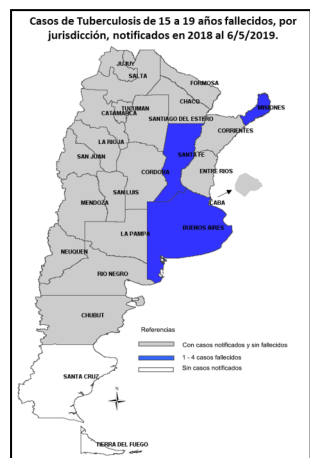 Casos de Tuberculosis de 15 a 19 años fallecidos, por
jurisdicción, notificados en 2018 al 6/5/2019.
JUJUY
SALTA
FORMOSA
CHACO
MISIONES
TUCUMAN
CATAMARCA
SANTIAGO DEL ESTERO
CORRIENTES
LA RIOJA
SANTA FE
SAN JUAN
CORDOBA
ENTRE RIOS
SAN LUIS
CABA
MENDOZA
BUENOS AIRES
LA PAMPA
NEUQUEN
RIO NEGRO
CHUBUT
Referencias
Con casos notificados y sin fallecidos
1 - 4 casos fallecidos
Sin casos notificados
SANTA CRUZ
N
TIERRA DEL FUEGO